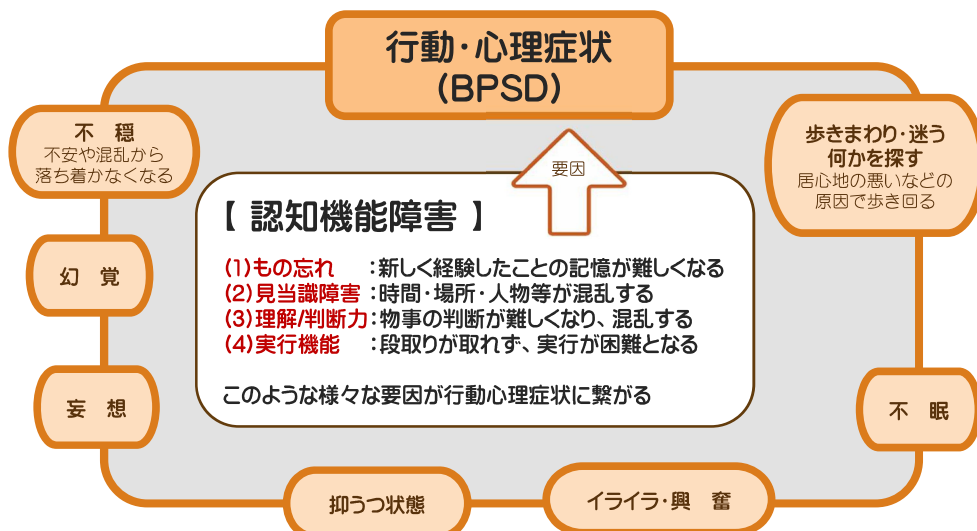 行動・心理症状
(BPSD)
不　穏
不安や混乱から
落ち着かなくなる
歩きまわり・迷う
何かを探す
居心地の悪いなどの
原因で歩き回る
要因
【 認知機能障害 】
(1)もの忘れ　：新しく経験したことの記憶が難しくなる
(2)見当識障害：時間・場所・人物等が混乱する
(3)理解/判断力：物事の判断が難しくなり、混乱する
(4)実行機能　：段取りが取れず、実行が困難となる
このような様々な要因が行動心理症状に繋がる
幻　覚
妄　想
不　眠
抑うつ状態
イライラ・興　奮